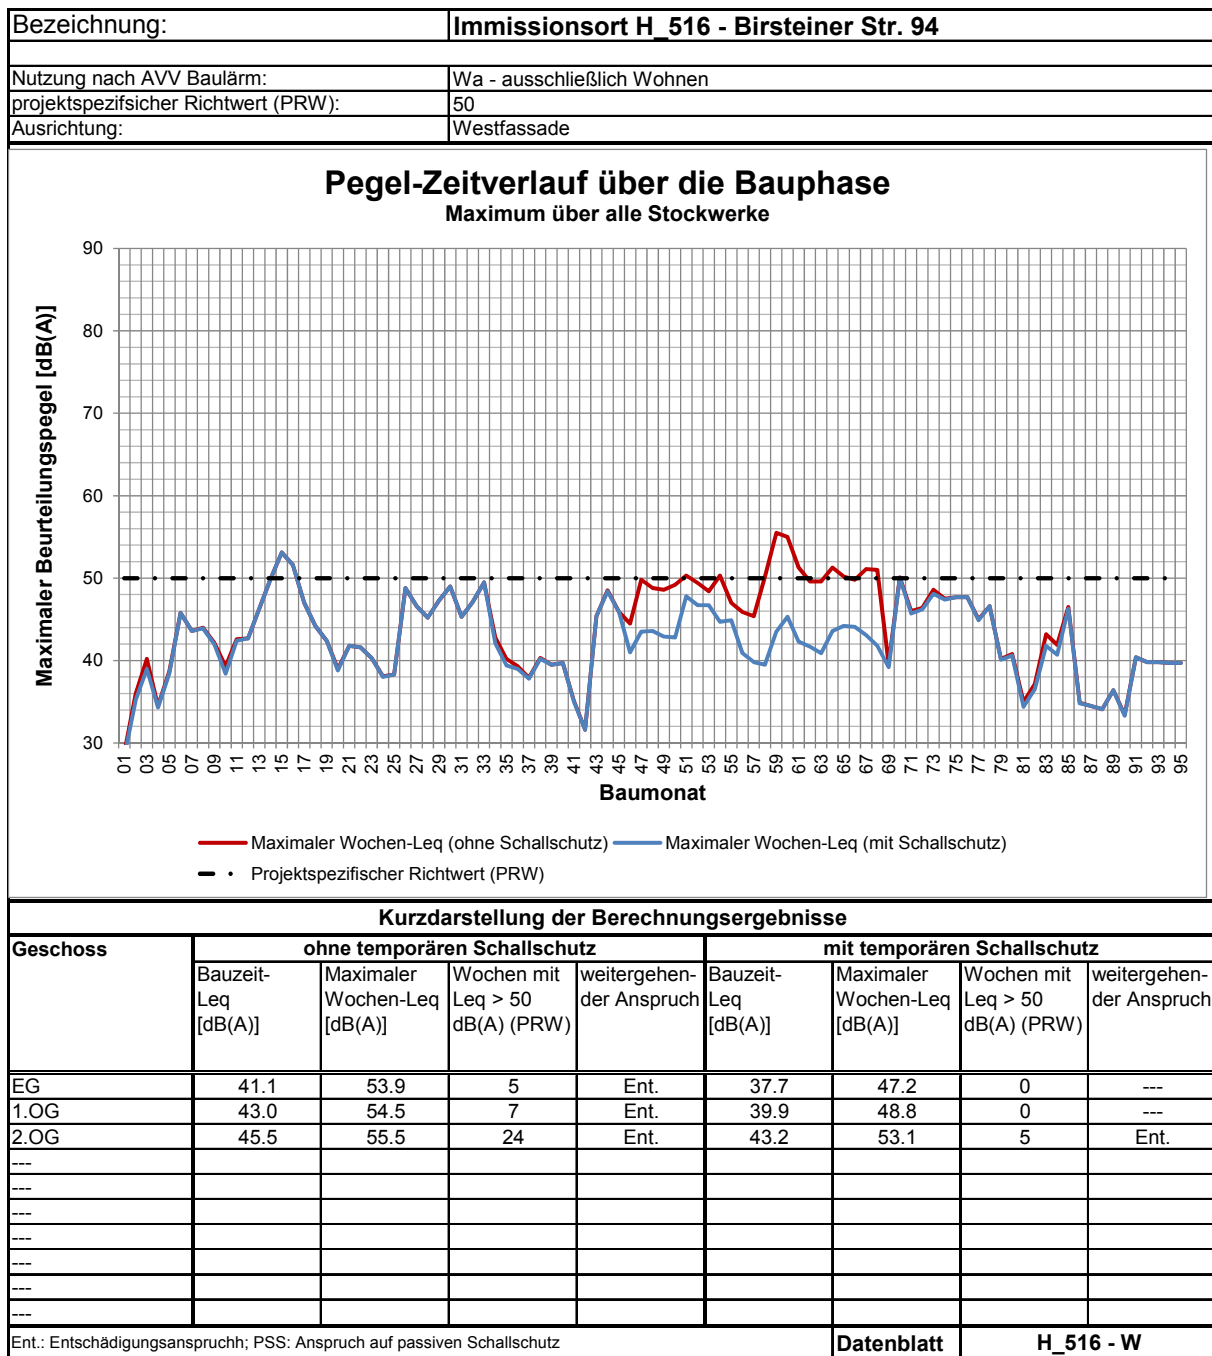 Bezeichnung: Immissionsort H_516 - Birsteiner Str. 94
Nutzung nach AVV Baulärm: Wa - ausschließlich Wohnen
projektspezifsicher Richtwert (PRW): 50
Ausrichtung: Westfassade
Pegel-Zeitverlauf über die Bauphase
Maximum über alle Stockwerke
Maximaler Beurteilungspegel [dB(A)]
90
80
70
60
50
40
30
01 03 05 07 09 11 13 15 17 19 21 23 25 27 29 31 33 35 37 39 41 43 45 47 49 51 53 55 57 59 61 63 65 67 69 71 73 75 77 79 81 83 85 87 89 91 93 95
Baumonat
Maximaler Wochen-Leq (ohne Schallschutz) Maximaler Wochen-Leq (mit Schallschutz)
Projektspezifischer Richtwert (PRW)
Kurzdarstellung der Berechnungsergebnisse
Geschoss ohne temporären Schallschutz mit temporären Schallschutz
Bauzeit- Maximaler Wochen mit weitergehen- Bauzeit- Maximaler Wochen mit weitergehen-
Leq Wochen-Leq Leq > 50 der Anspruch Leq Wochen-Leq Leq > 50 der Anspruch
[dB(A)] [dB(A)] dB(A) (PRW) [dB(A)] [dB(A)] dB(A) (PRW)
EG 41.1 53.9 5 Ent. 37.7 47.2 0 ---
1.OG 43.0 54.5 7 Ent. 39.9 48.8 0 ---
2.OG 45.5 55.5 24 Ent. 43.2 53.1 5 Ent.
---
---
---
---
---
---
---
Ent.: Entschädigungsanspruchh; PSS: Anspruch auf passiven Schallschutz Datenblatt H_516 - W